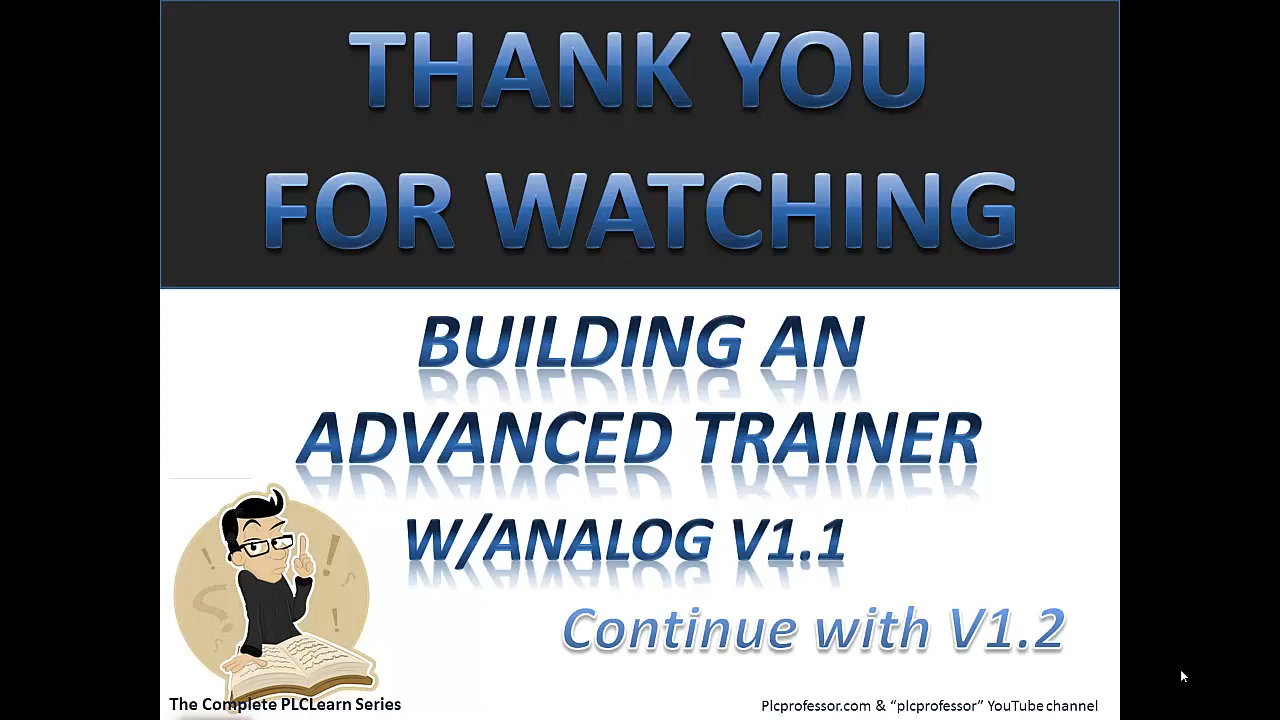 THANK YOU
FOR WATCHING
BUILDING AN
ADVANCED TRAINER
W/ANALOG V1.1
Continue with V1.2
The Complete PLCLearn Series
Plcprofessor.com & “plcprofessor” YouTube channel